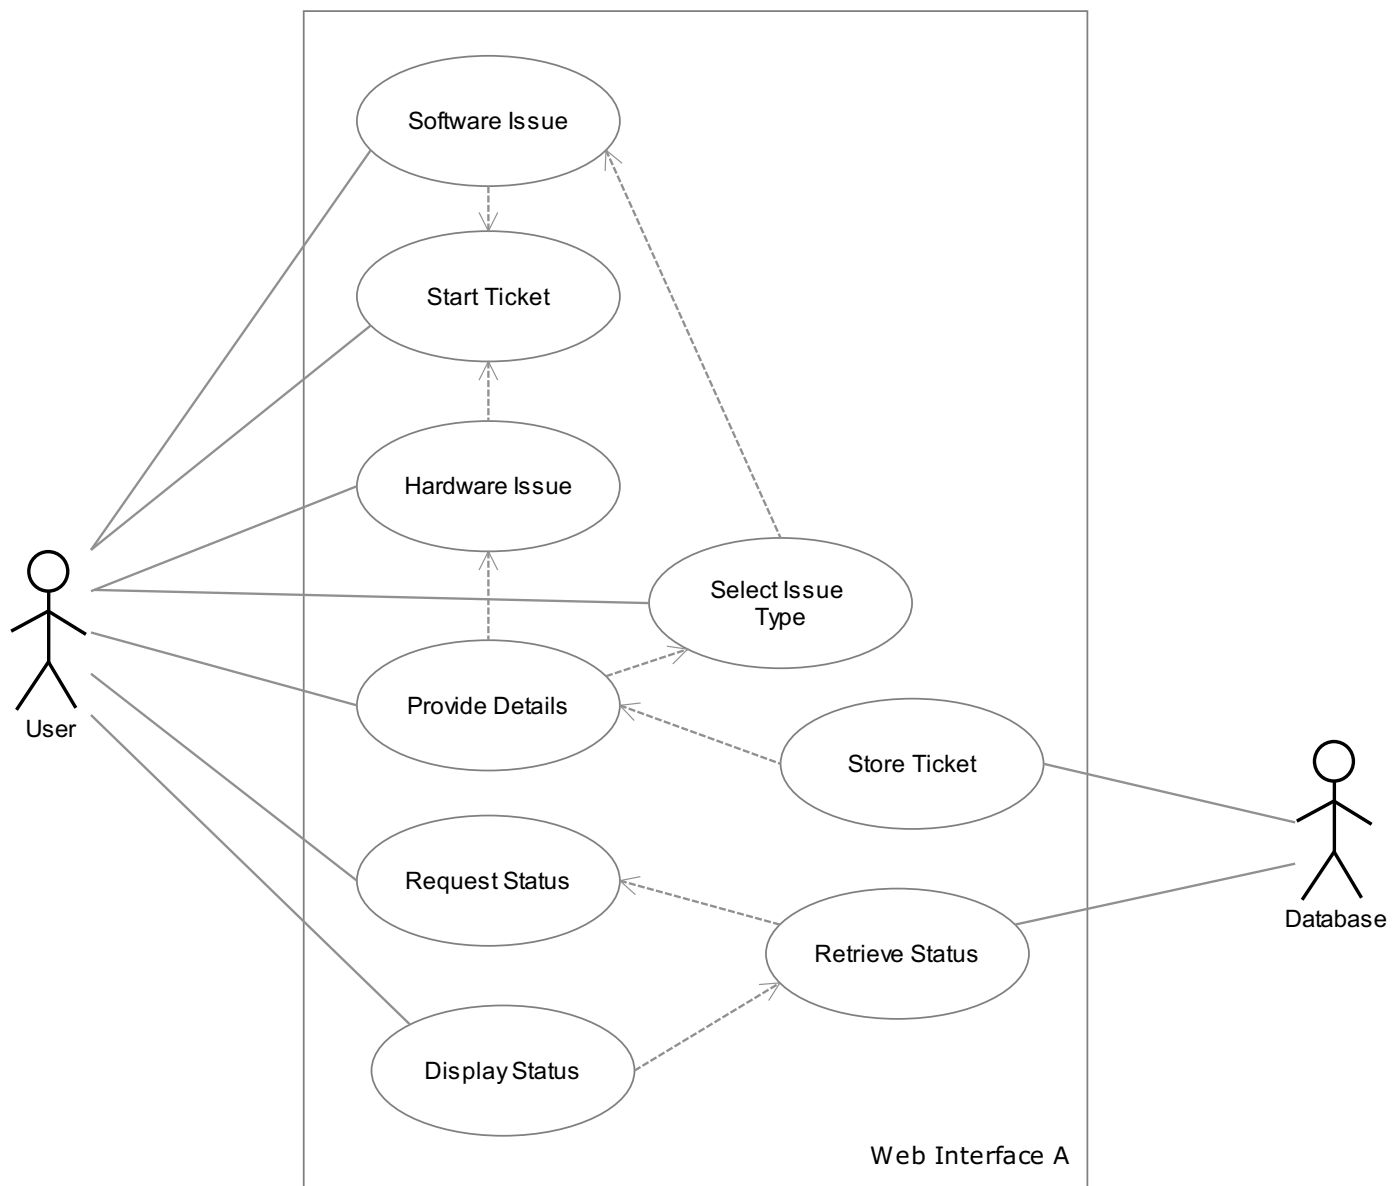 Software Issue
Start Ticket
Hardware Issue
Select Issue
Type
Provide Details
User
Store Ticket
Request Status
Database
Retrieve Status
Display Status
Web Interface A